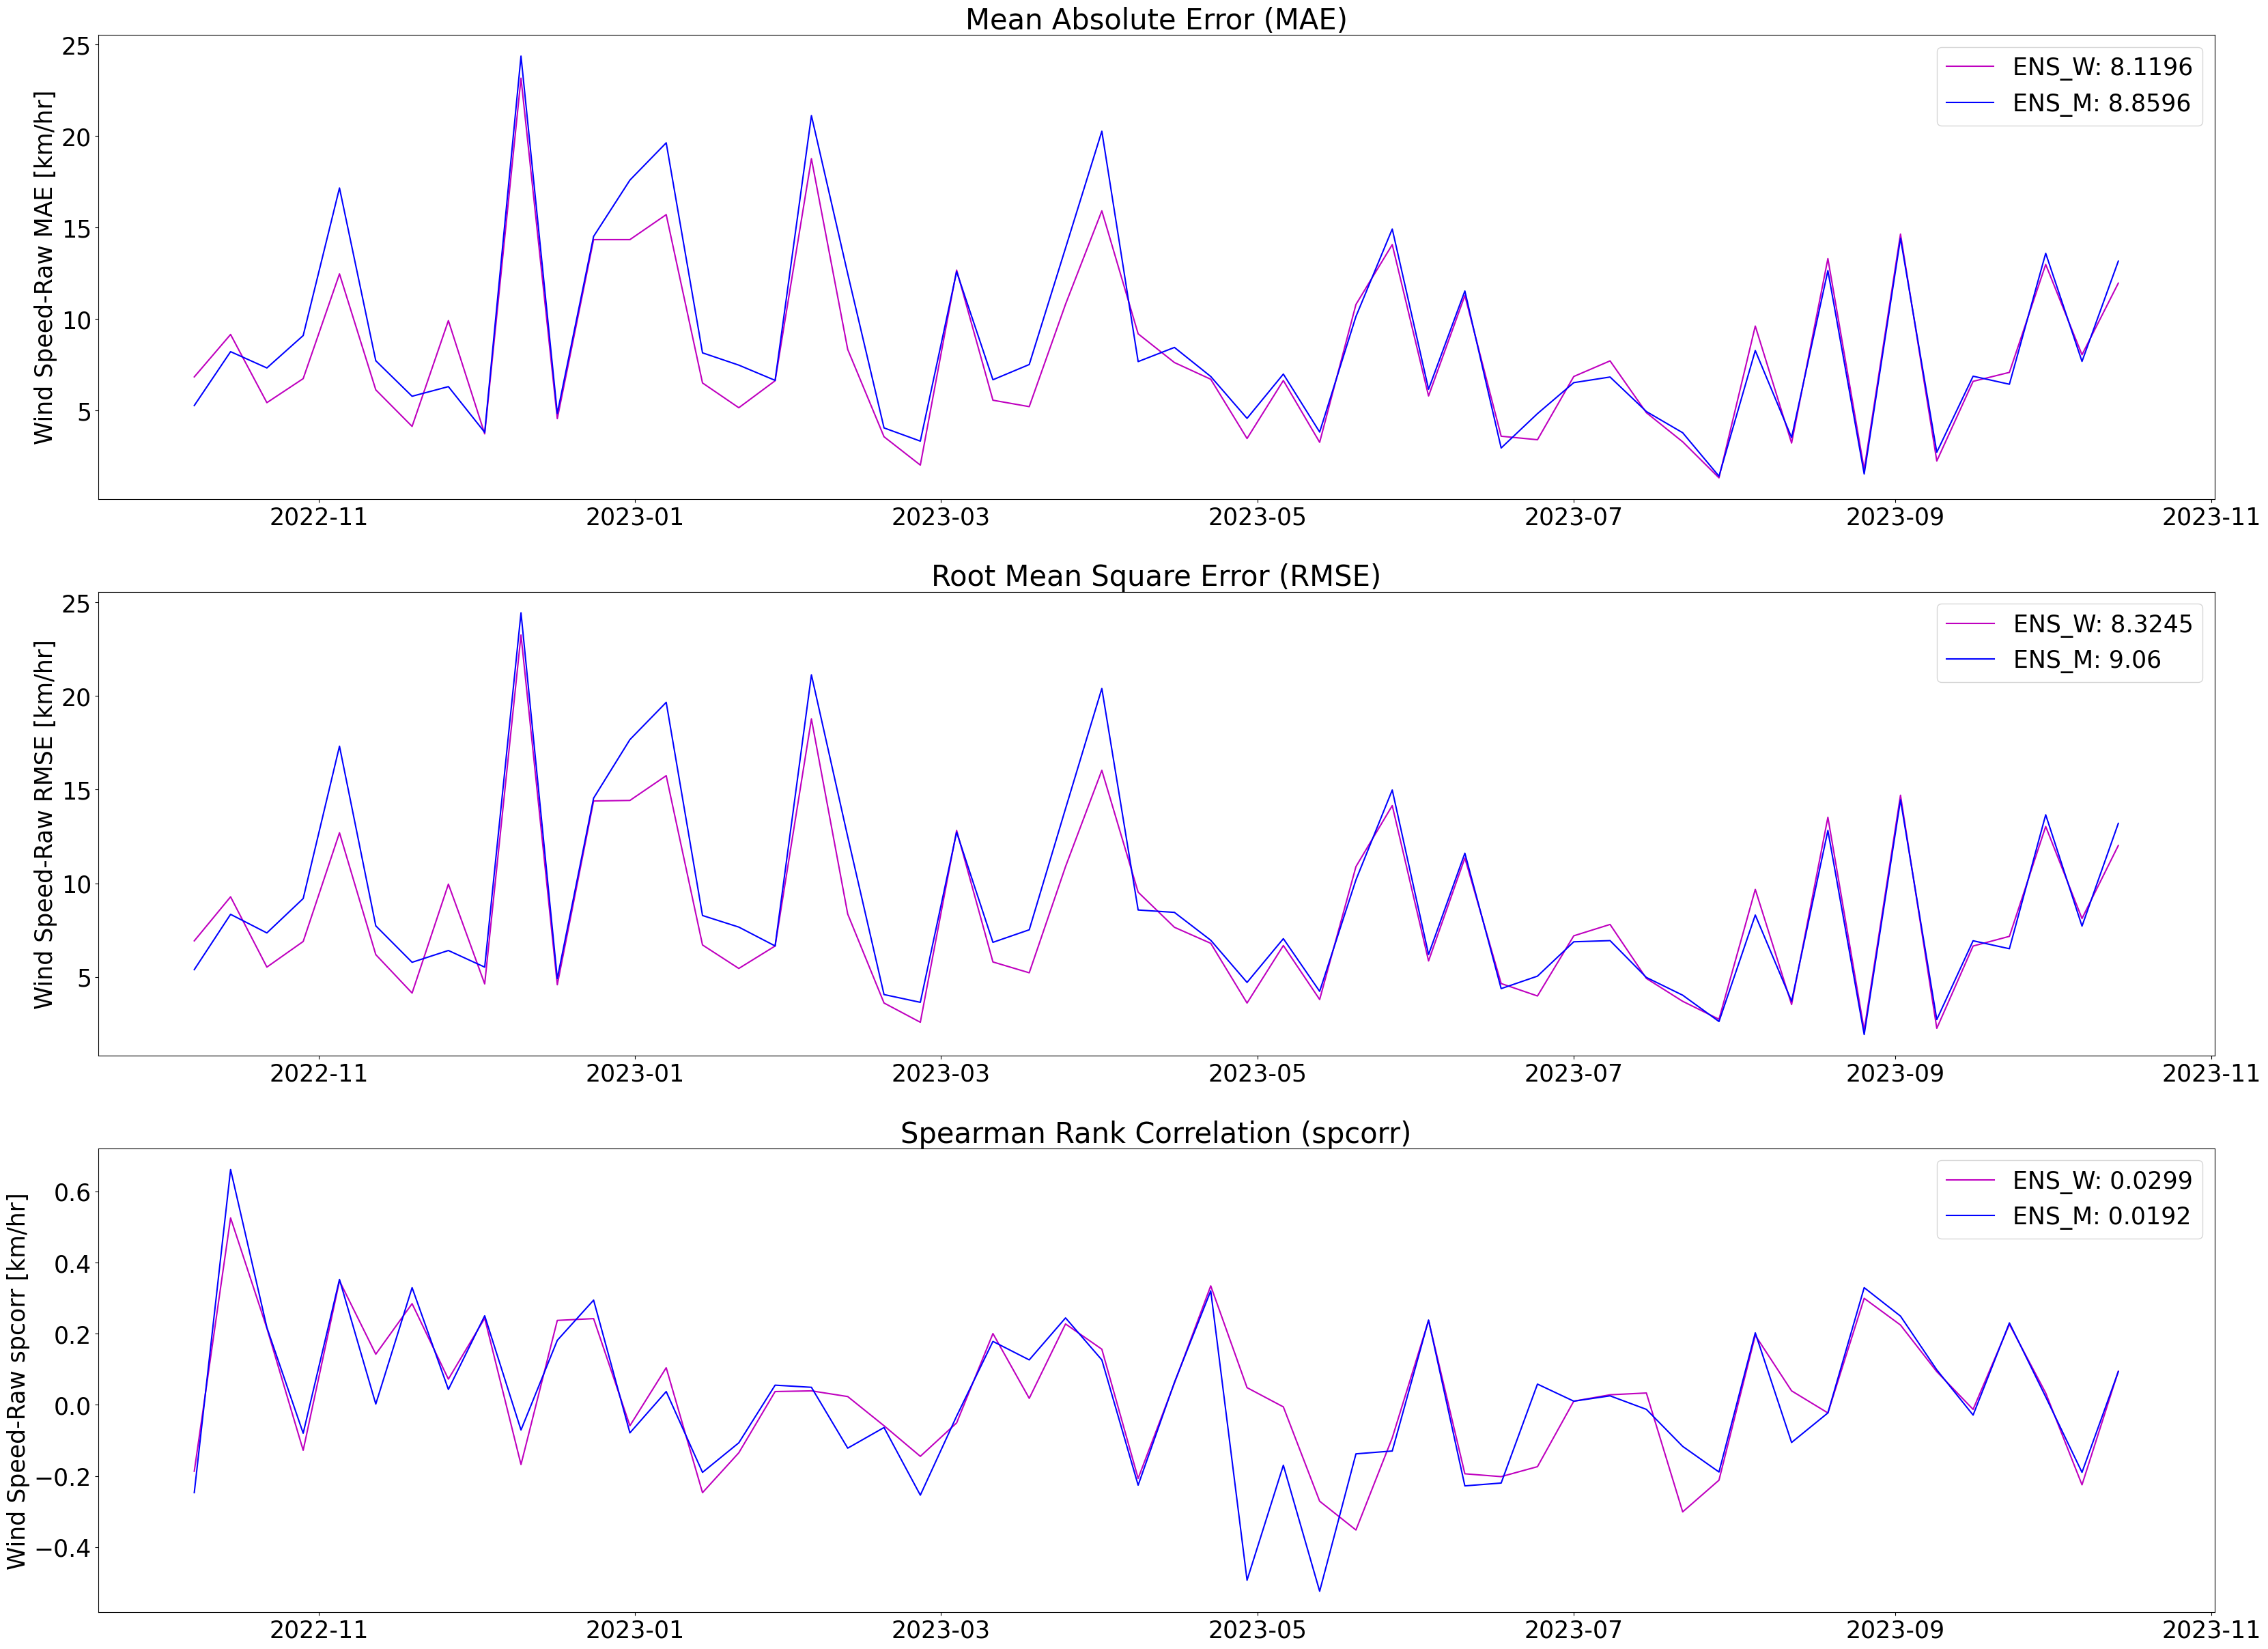 Mean Absolute Error (MAE)
Wind Speed-Raw MAE [km/hr]
25
20
15
10
5
ENS_W: 8.1196
ENS_M: 8.8596
2022-11 2023-01 2023-03 2023-05 2023-07 2023-09 2023-11
Root Mean Square Error (RMSE)
Wind Speed-Raw RMSE [km/hr]
25
20
15
10
5
ENS_W: 8.3245
ENS_M: 9.06
2022-11 2023-01 2023-03 2023-05 2023-07 2023-09 2023-11
Spearman Rank Correlation (spcorr)
Wind Speed-Raw spcorr [km/hr]
0.6
0.4
0.2
0.0
−0.2
−0.4
ENS_W: 0.0299
ENS_M: 0.0192
2022-11 2023-01 2023-03 2023-05 2023-07 2023-09 2023-11